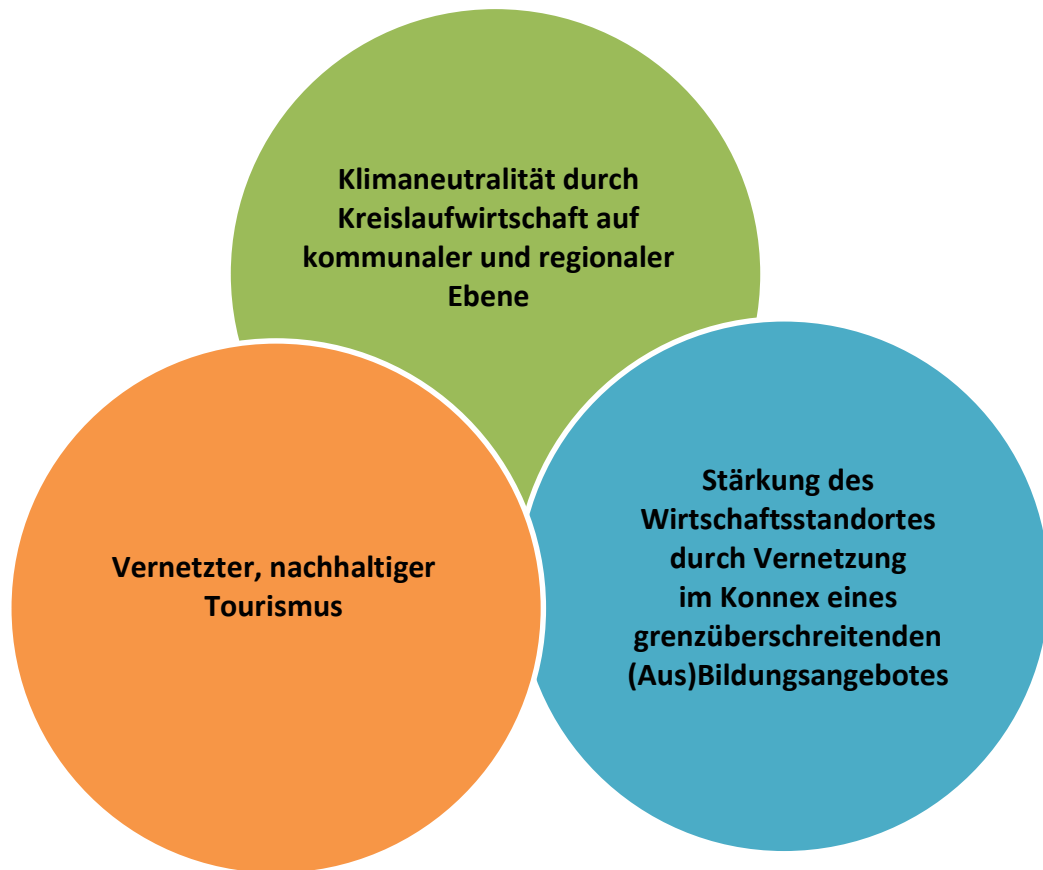 Klimaneutralität durch
Kreislaufwirtschaft auf
kommunaler und regionaler
Ebene
Vernetzter, nachhaltiger
Tourismus
Stärkung des
Wirtschaftsstandortes
durch Vernetzung
im Konnex eines
grenzüberschreitenden
(Aus)Bildungsangebotes